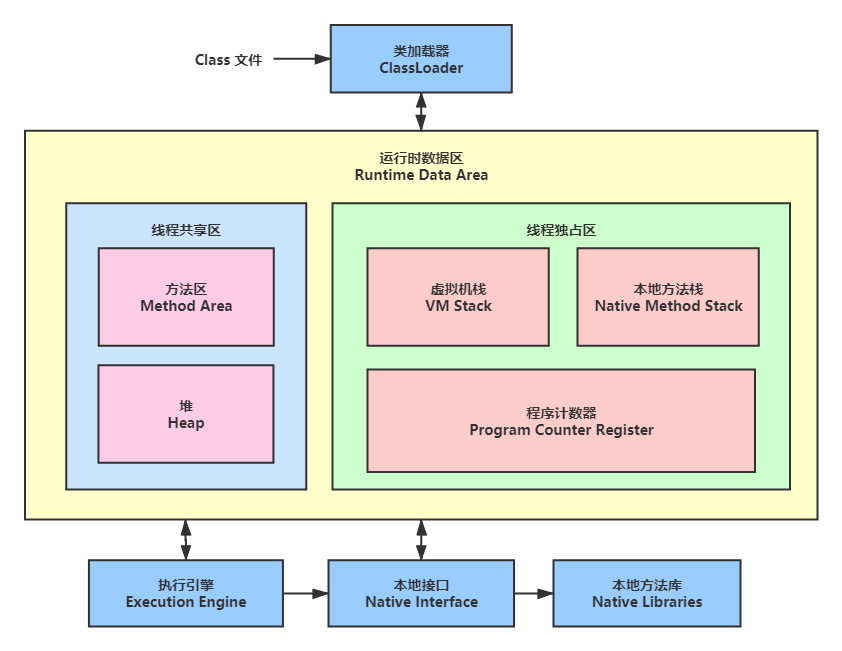 Class 文件
类加载器
ClassLoader
运行时数据区
Runtime Data Area
线程共享区
方法区
Method Area
堆
Heap
线程独占区
虚拟机栈
VM Stack
本地方法栈
Native Method Stack
程序计数器
Program Counter Register
执行引擎
Execution Engine
本地接口
Native Interface
本地方法库
Native Libraries